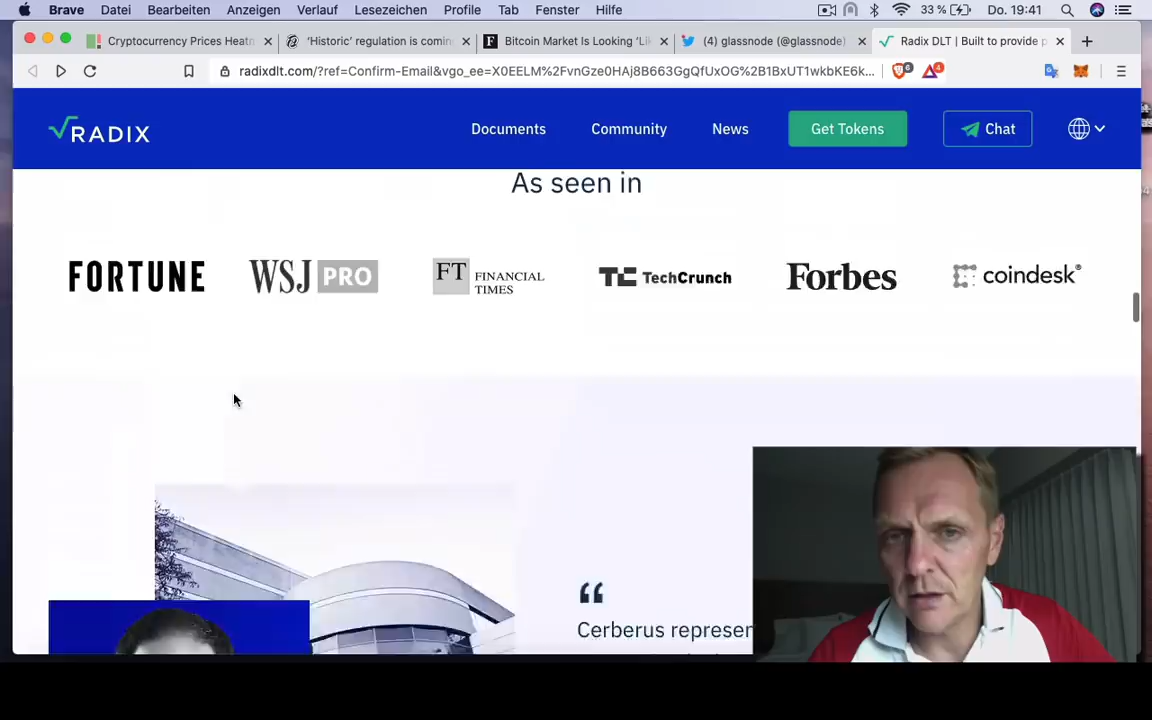 Brave Datei Bearbeiten Anzeigen Verlauf Lesezeichen Profile Tab Fenster Hilfe 33 % Do. 19:41
Cryptocurrency Prices Heatm 'Historic' regulation is comin Bitcoin Market Is Looking 'Li (4) glassnode (@glassnode) Radix DLT | Built to provide p
radixdlt.com/?ref=Confirm-Email&vgo_ee=X0EELM%2FvnGze0HAj8B663GgQfUxOG%2B1BxUT1wkbKE6k... 6 4
RADIX Documents Community News Get Tokens Chat
As seen in
FORTUNE WSJ PRO FT FINANCIAL TIMES TC TechCrunch Forbes coindesk
“
Cerberus represen